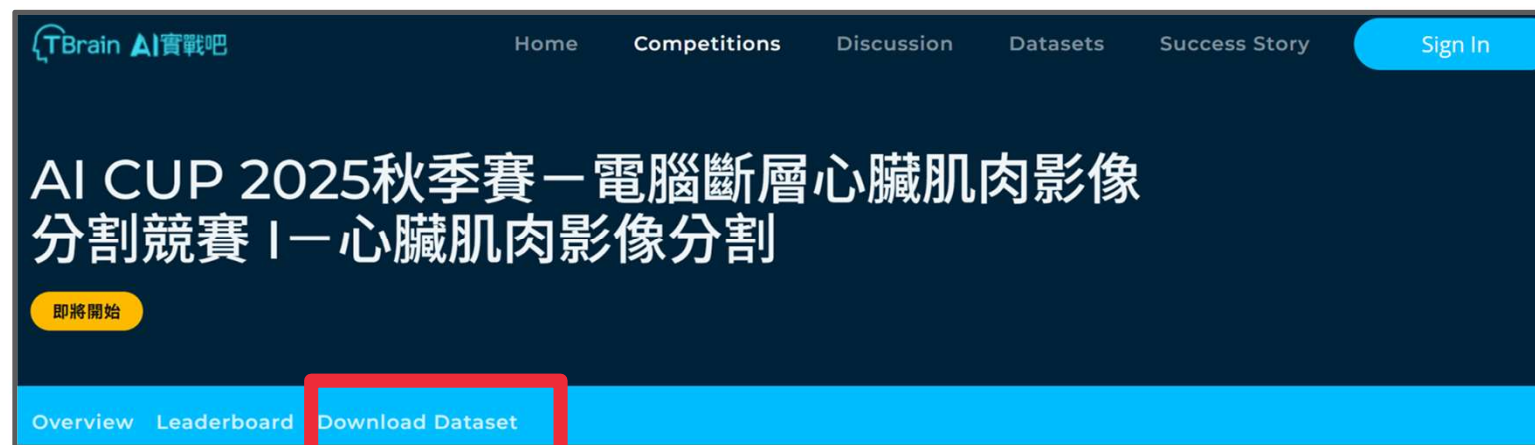 TBrain AI實戰吧
Home Competitions Discussion Datasets Success Story Sign In
AI CUP 2025秋季賽－電腦斷層心臟肌肉影像
分割競賽 I－心臟肌肉影像分割
即將開始
Overview Leaderboard Download Dataset